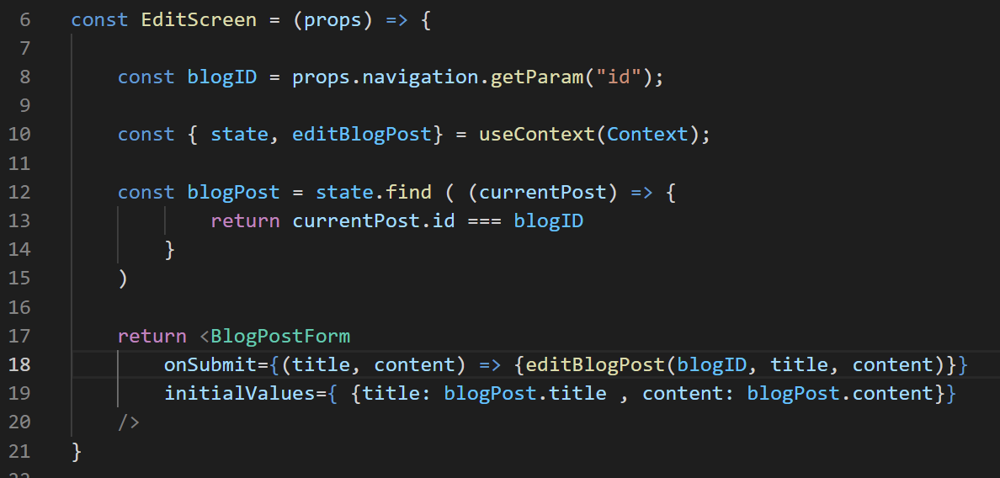 6 const EditScreen = (props) => {
7
8 const blogID = props.navigation.getParam("id");
9
10 const { state, editBlogPost} = useContext(Context);
11
12 const blogPost = state.find ( (currentPost) => {
13 return currentPost.id === blogID
14 }
15 )
16
17 return <BlogPostForm
18 onSubmit={(title, content) => {editBlogPost(blogID, title, content)}}
19 initialValues={ {title: blogPost.title , content: blogPost.content}}
20 />
21 }